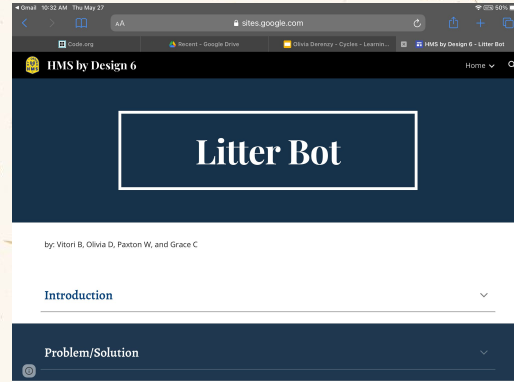 Gmail 10:32 AM Thu May 27 50%
AA sites.google.com
Code.org Recent - Google Drive Olivia Derenzy - Cycles - Learnin... HMS by Design 6 - Litter Bot
HMS by Design 6 Home
Litter Bot
by: Vitori B, Olivia D, Paxton W, and Grace C
Introduction
Problem/Solution